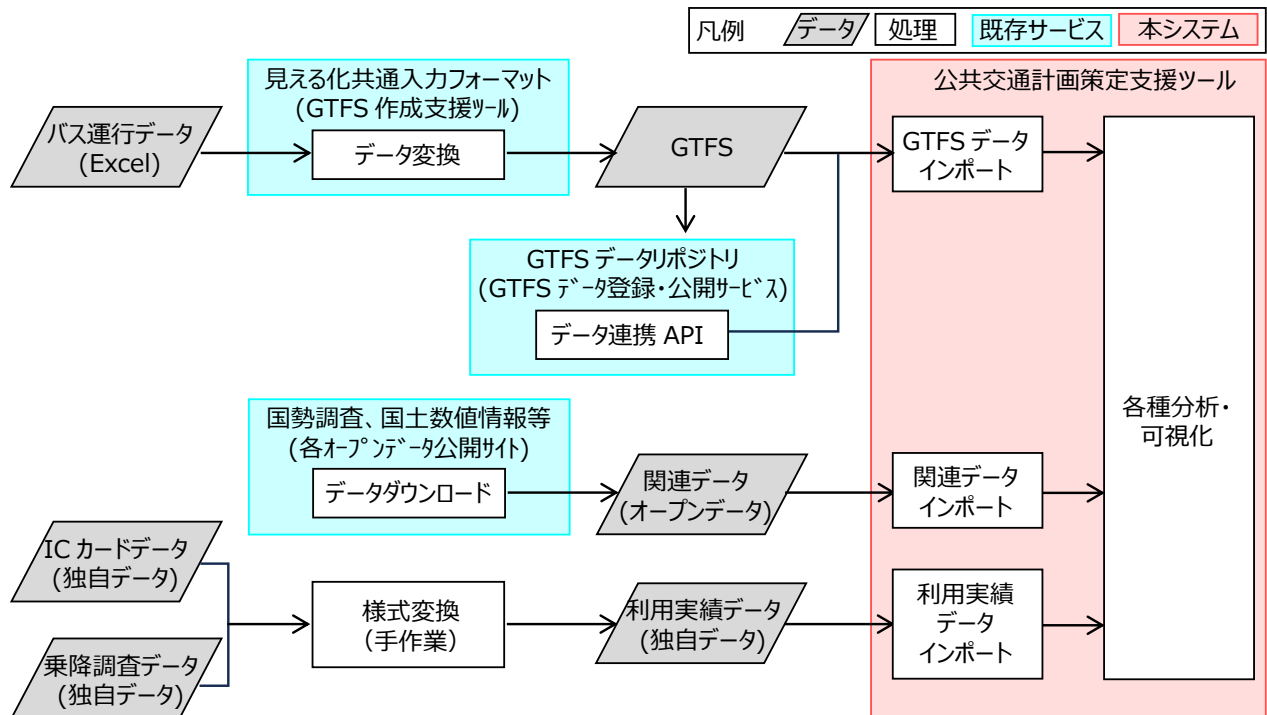 凡例
データ
処理
既存サービス
本システム
見える化共通入力フォーマット
(GTFS 作成支援ﾂｰﾙ)
公共交通計画策定支援ツール
バス運行データ
(Excel)
データ変換
GTFS
GTFS データ
インポート
GTFS データリポジトリ
(GTFS ﾃﾞｰﾀ登録・公開ｻｰﾋﾞｽ)
データ連携 API
各種分析・
可視化
国勢調査、国土数値情報等
(各ｵｰﾌﾟﾝﾃﾞｰﾀ公開サイト)
データダウンロード
関連データ
(オープンデータ)
関連データ
インポート
IC カードデータ
(独自データ)
様式変換
（手作業）
利用実績データ
(独自データ)
利用実績
データ
インポート
乗降調査データ
(独自データ)